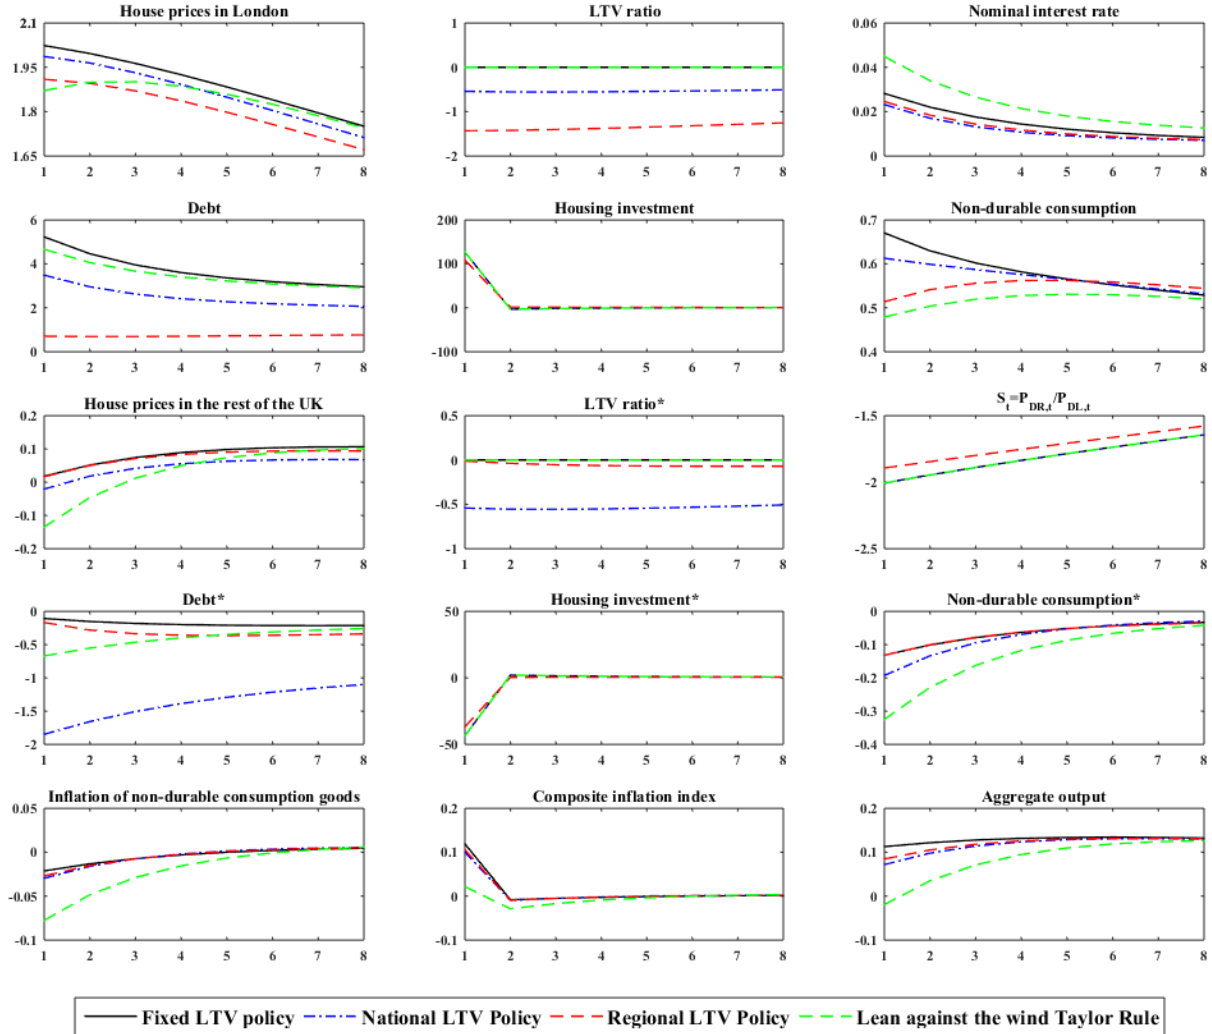 House prices in London
LTV ratio
Nominal interest rate
2.1
1.95
1.8
1.65
1 2 3 4 5 6 7 8
1
0
-1
-2
1 2 3 4 5 6 7 8
0.06
0.04
0.02
0
1 2 3 4 5 6 7 8
Debt
Housing investment
Non-durable consumption
6
4
2
0
1 2 3 4 5 6 7 8
200
100
0
-100
1 2 3 4 5 6 7 8
0.7
0.6
0.5
0.4
1 2 3 4 5 6 7 8
House prices in the rest of the UK
LTV ratio*
S_t=P_{DR,t}/P_{DL,t}
0.2
0.1
0
-0.1
-0.2
1 2 3 4 5 6 7 8
0.5
0
-0.5
-1
1 2 3 4 5 6 7 8
-1.5
-2
-2.5
1 2 3 4 5 6 7 8
Debt*
Housing investment*
Non-durable consumption*
0
-0.5
-1
-1.5
-2
1 2 3 4 5 6 7 8
50
0
-50
1 2 3 4 5 6 7 8
0
-0.1
-0.2
-0.3
-0.4
1 2 3 4 5 6 7 8
Inflation of non-durable consumption goods
Composite inflation index
Aggregate output
0.05
0
-0.05
-0.1
1 2 3 4 5 6 7 8
0.2
0.1
0
-0.1
1 2 3 4 5 6 7 8
0.2
0.1
0
-0.1
1 2 3 4 5 6 7 8
Fixed LTV policy National LTV Policy Regional LTV Policy Lean against the wind Taylor Rule